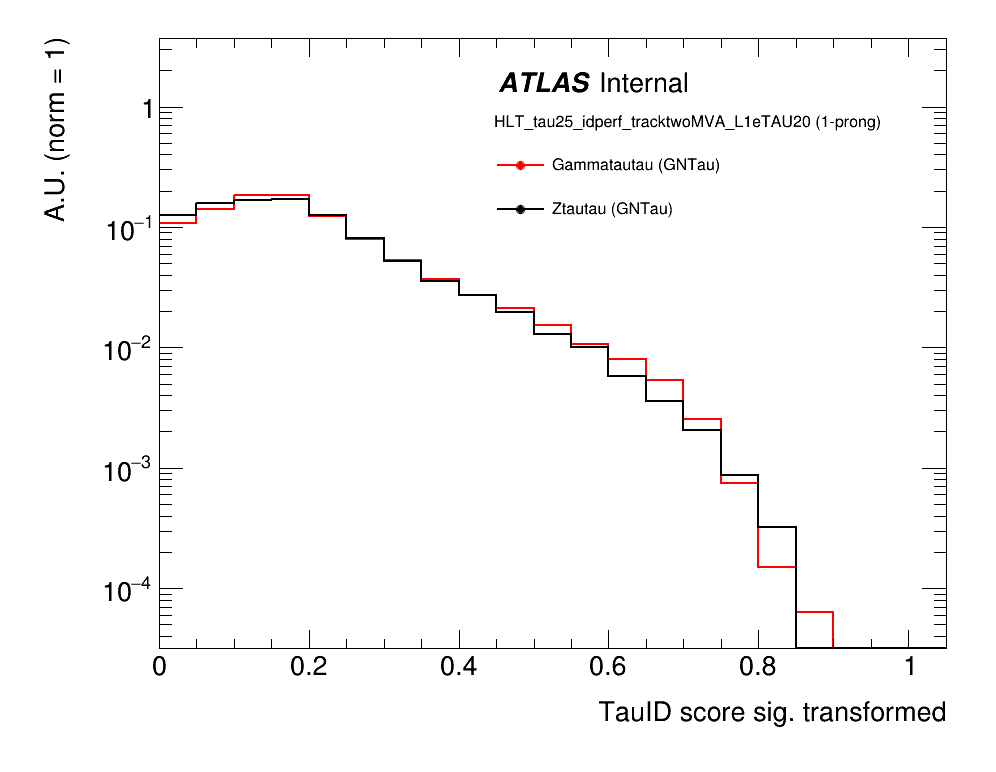 A.U. (norm = 1)
ATLAS Internal
HLT_tau25_idperf_tracktwoMVA_L1eTAU20 (1-prong)
Gammatautau (GNTau)
Ztautau (GNTau)
1
10⁻¹
10⁻²
10⁻³
10⁻⁴
0 0.2 0.4 0.6 0.8 1
TauID score sig. transformed